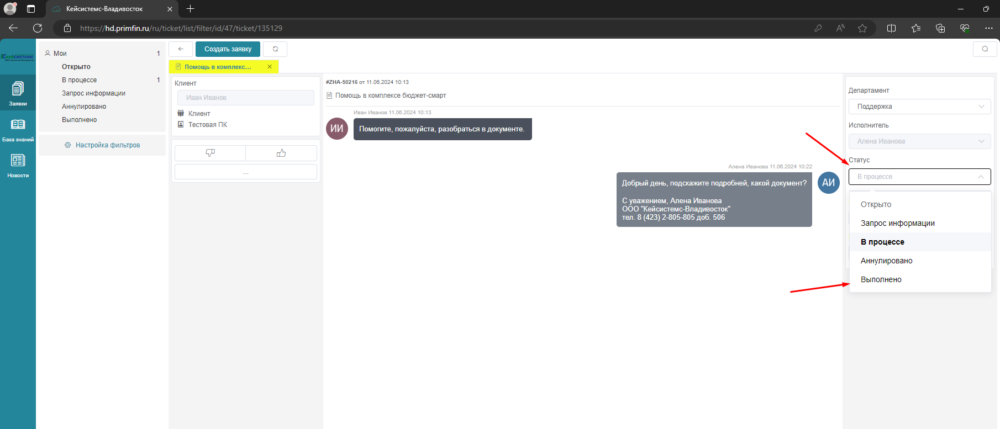 Кейсистемс-Владивосток
https://hd.primfin.ru/ru/ticket/list/filter/id/47/ticket/135129
КЕЙСИСТЕМС
Заявки
База знаний
Новости
Мои 1
Открыто
В процессе 1
Запрос информации
Аннулировано
Выполнено
Настройка фильтров
Создать заявку
Помощь в комплекс...
Клиент
Иван Иванов
Клиент
Тестовая ПК
...
#ZHA-50216 от 11.06.2024 10:13
Помощь в комплексе бюджет-смарт
Иван Иванов 11.06.2024 10:13
ИИ
Помогите, пожалуйста, разобраться в документе.
Алена Иванова 11.06.2024 10:22
АИ
Добрый день, подскажите подробней, какой документ?
С уважением, Алена Иванова
ООО "Кейсистемс-Владивосток"
тел. 8 (423) 2-805-805 доб. 506
Департамент
Поддержка
Исполнитель
Алена Иванова
Статус
В процессе
Открыто
Запрос информации
В процессе
Аннулировано
Выполнено